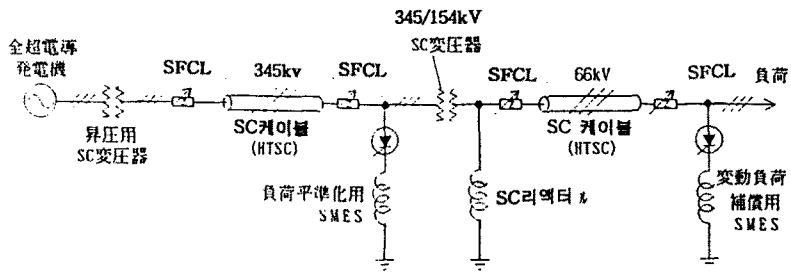 345/154kV
SC変圧器
全超電導
発電機
SFCL
345kv
SFCL
SFCL
66kV
SFCL
負荷
昇圧用
SC変圧器
SC케이블
(HTSC)
SC 케이블
(HTSC)
負荷平準化用
SMES
SC리액터
変動負荷
補償用
SMES